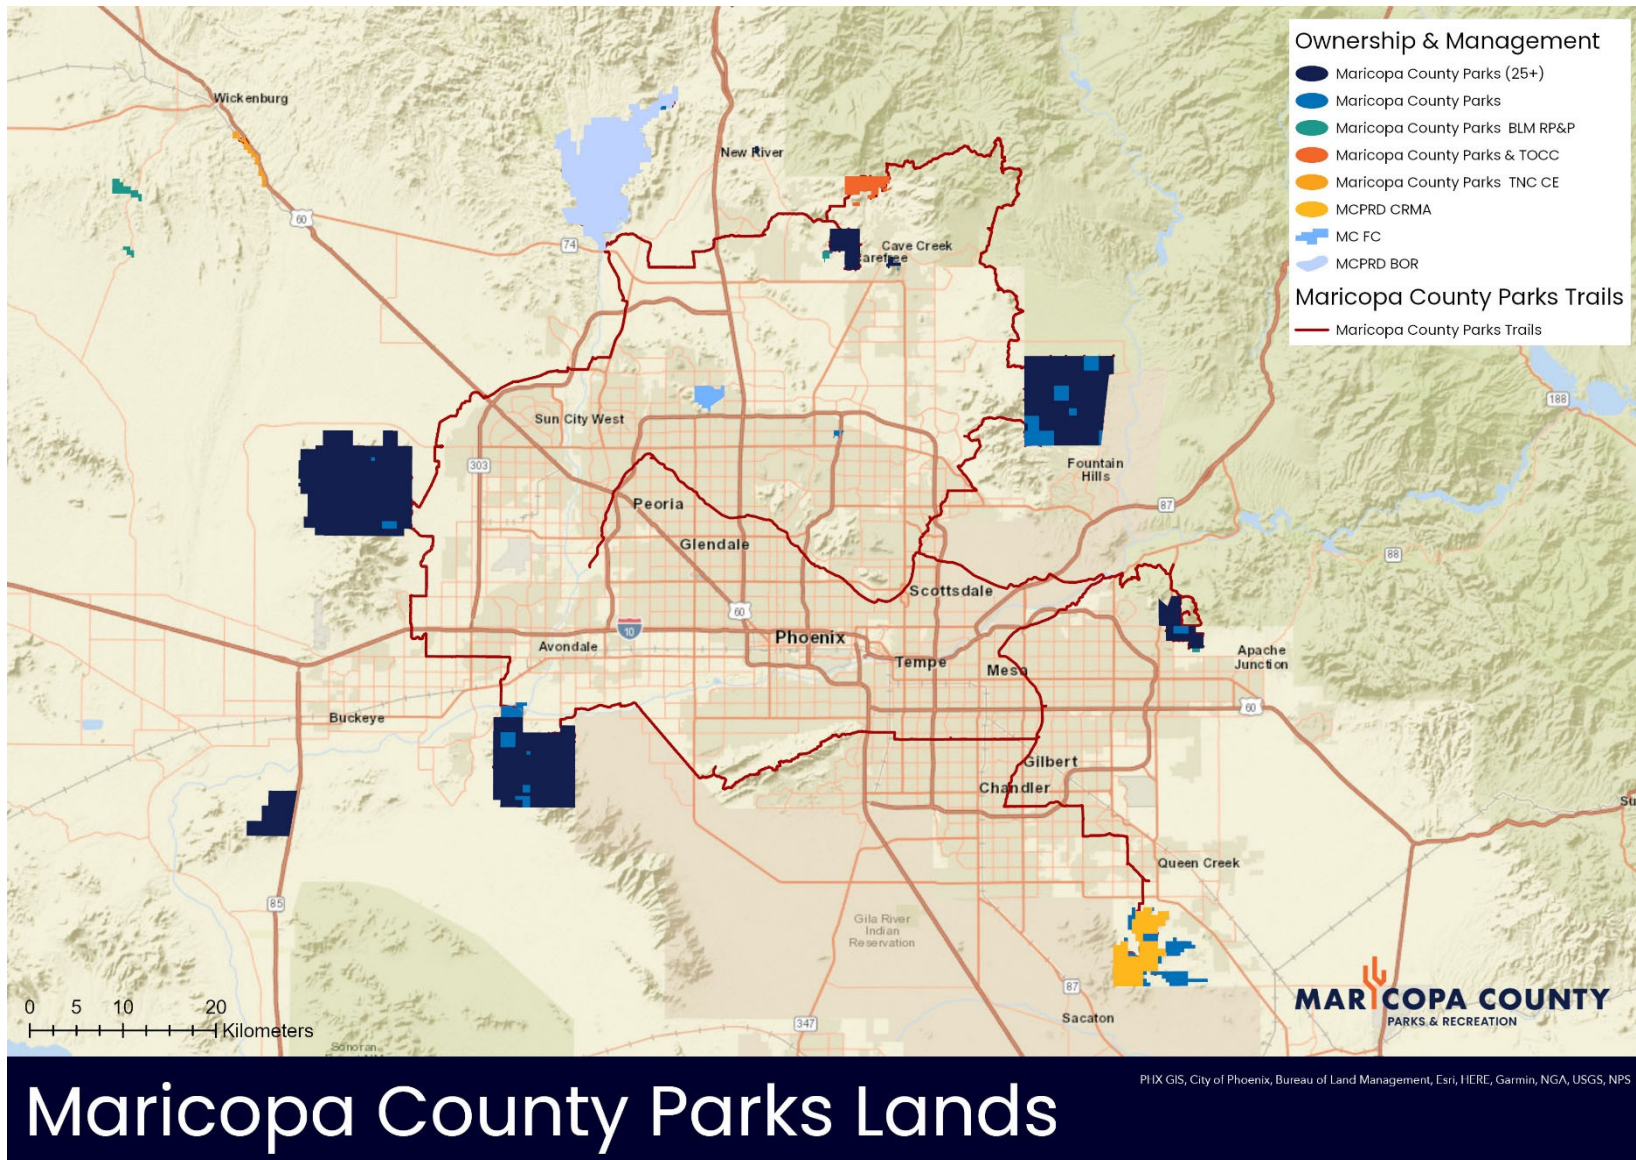 Ownership & Management
Maricopa County Parks (25+)
Maricopa County Parks
Maricopa County Parks BLM RP&P
Maricopa County Parks & TOCC
Maricopa County Parks TNC CE
MCPRD CRMA
MC FC
MCPRD BOR
Maricopa County Parks Trails
Maricopa County Parks Trails
Wickenburg
New River
60
74
Cave Creek
Carefree
188
Sun City West
303
Fountain
Hills
Peoria
87
Glendale
88
Scottsdale
60
10
Phoenix
Avondale
Apache
Junction
Tempe
Mesa
60
Buckeye
Gilbert
Chandler
Su
Queen Creek
85
Gila River
Indian
Reservation
87
Sacaton
347
0 5 10 20
Kilometers
Sonoran
MARICOPA COUNTY
PARKS & RECREATION
PHX GIS, City of Phoenix, Bureau of Land Management, Esri, HERE, Garmin, NGA, USGS, NPS
Maricopa County Parks Lands